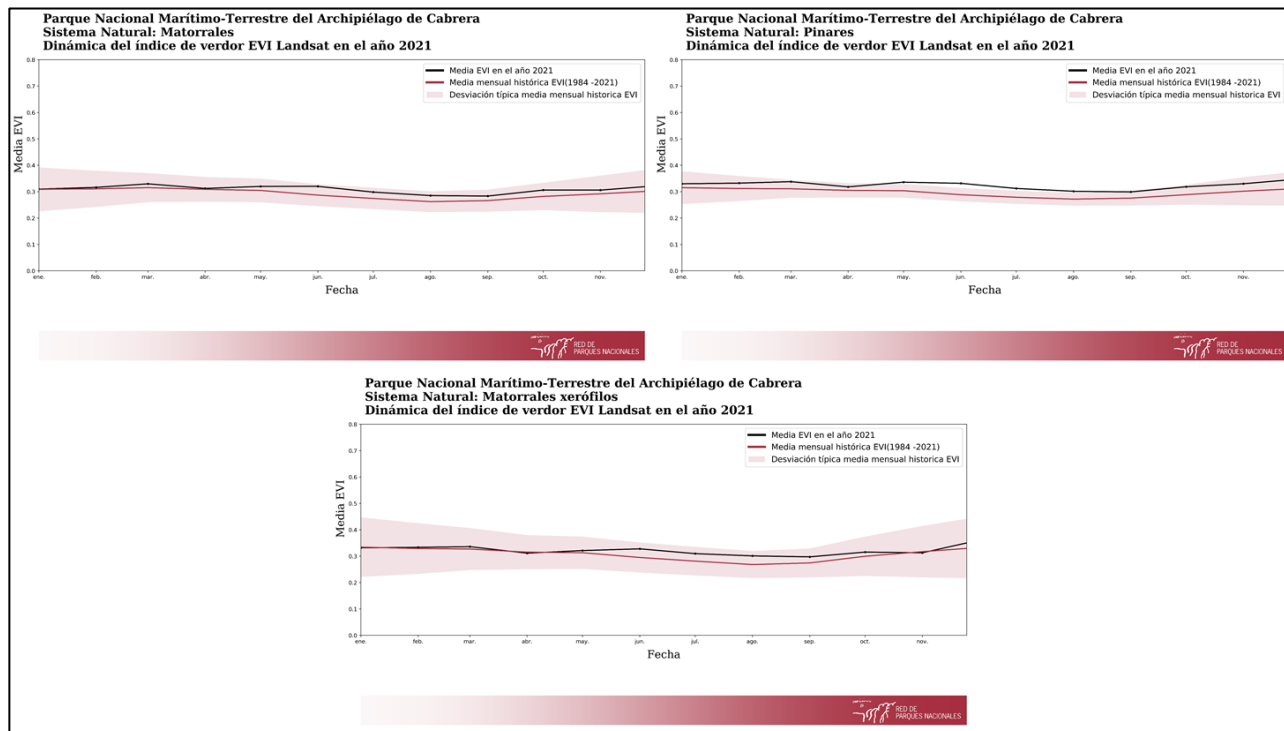 Parque Nacional Marítimo-Terrestre del Archipiélago de Cabrera
Sistema Natural: Matorrales
Dinámica del índice de verdor EVI Landsat en el año 2021
Media EVI en el año 2021
Media mensual histórica EVI(1984 -2021)
Desviación típica media mensual historica EVI
Media EVI
0.8
0.7
0.6
0.5
0.4
0.3
0.2
0.1
0.0
ene. feb. mar. abr. may. jun. jul. ago. sep. oct. nov.
Fecha
RED DE
PARQUES NACIONALES
Parque Nacional Marítimo-Terrestre del Archipiélago de Cabrera
Sistema Natural: Pinares
Dinámica del índice de verdor EVI Landsat en el año 2021
Media EVI en el año 2021
Media mensual histórica EVI(1984 -2021)
Desviación típica media mensual historica EVI
Media EVI
0.8
0.7
0.6
0.5
0.4
0.3
0.2
0.1
0.0
ene. feb. mar. abr. may. jun. jul. ago. sep. oct. nov.
Fecha
RED DE
PARQUES NACIONALES
Parque Nacional Marítimo-Terrestre del Archipiélago de Cabrera
Sistema Natural: Matorrales xerófilos
Dinámica del índice de verdor EVI Landsat en el año 2021
Media EVI en el año 2021
Media mensual histórica EVI(1984 -2021)
Desviación típica media mensual historica EVI
Media EVI
0.8
0.7
0.6
0.5
0.4
0.3
0.2
0.1
0.0
ene. feb. mar. abr. may. jun. jul. ago. sep. oct. nov.
Fecha
RED DE
PARQUES NACIONALES